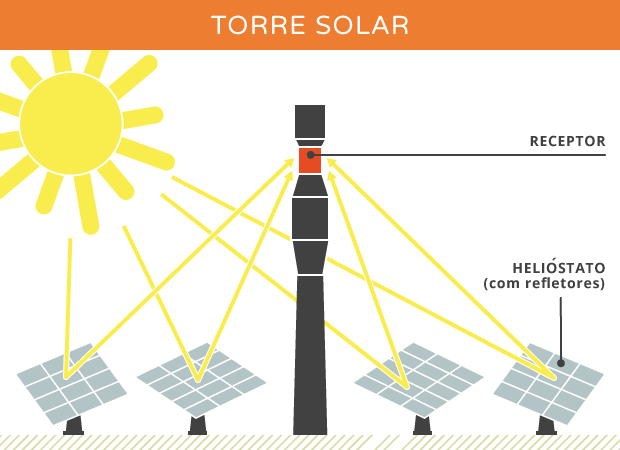 TORRE SOLAR
RECEPTOR
HELIÓSTATO
(com refletores)